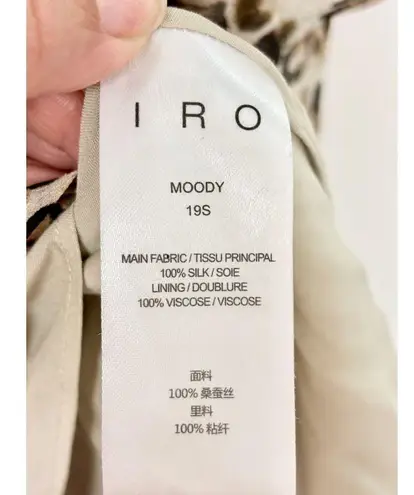 IRO
MOODY
19S
MAIN FABRIC / TISSU PRINCIPAL
100% SILK / SOIE
LINING / DOUBLURE
100% VISCOSE / VISCOSE
面料
100% 桑蚕丝
里料
100% 粘纤